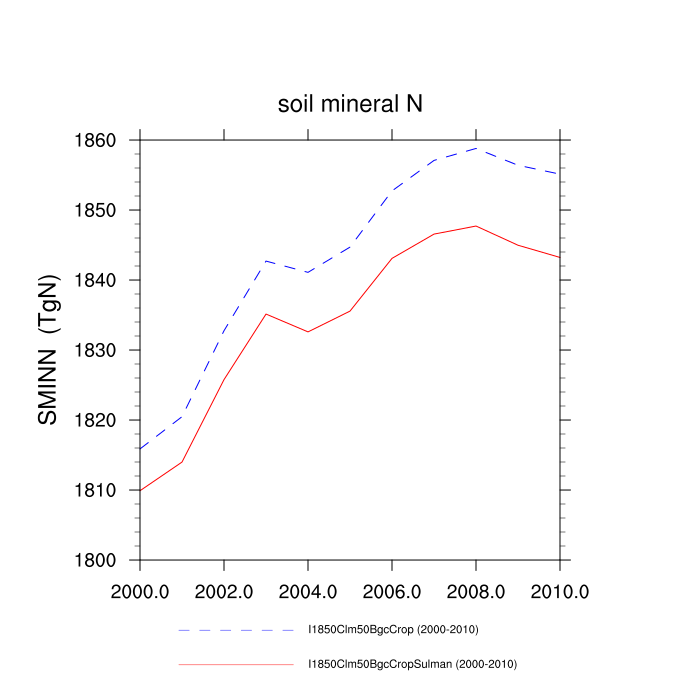 soil mineral N
1860
1850
1840
1830
1820
1810
1800
SMINN (TgN)
2000.0 2002.0 2004.0 2006.0 2008.0 2010.0
I1850Clm50BgcCrop (2000-2010)
I1850Clm50BgcCropSulman (2000-2010)